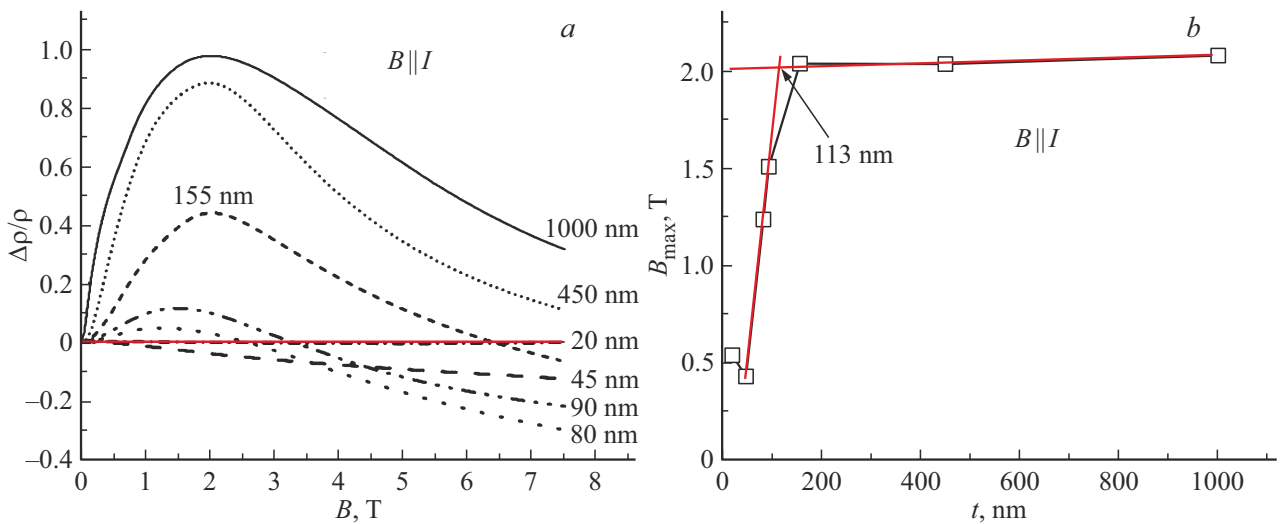 a
B∥I
1.0
0.8
0.6
0.4
0.2
0
–0.2
–0.4
Δρ/ρ
155 nm
1000 nm
450 nm
20 nm
45 nm
90 nm
80 nm
0 1 2 3 4 5 6 7 8
B, T
b
2.0
1.5
1.0
0.5
0
B_max, T
113 nm
B∥I
0 200 400 600 800 1000
t, nm